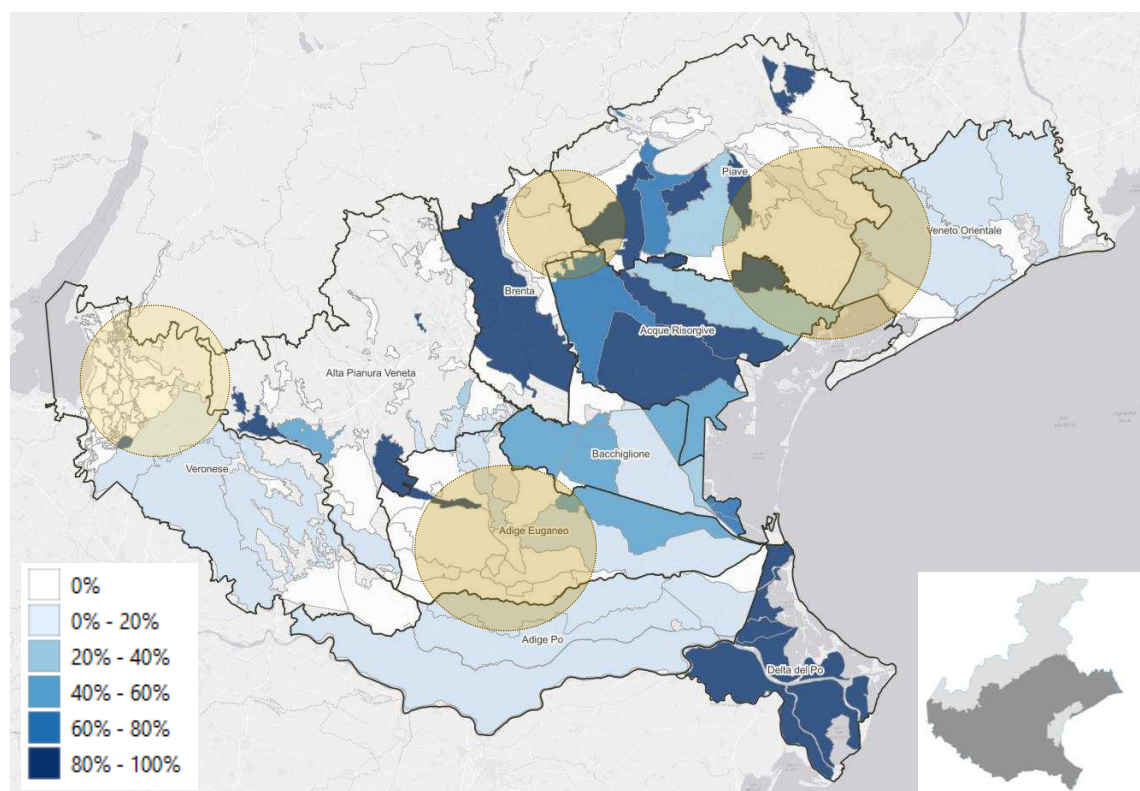 Piave
Veneto Orientale
Brenta
Acque Risorgive
Alta Pianura Veneta
Bacchiglione
Veronese
Adige Euganeo
Adige Po
Delta del Po
0%
0% - 20%
20% - 40%
40% - 60%
60% - 80%
80% - 100%